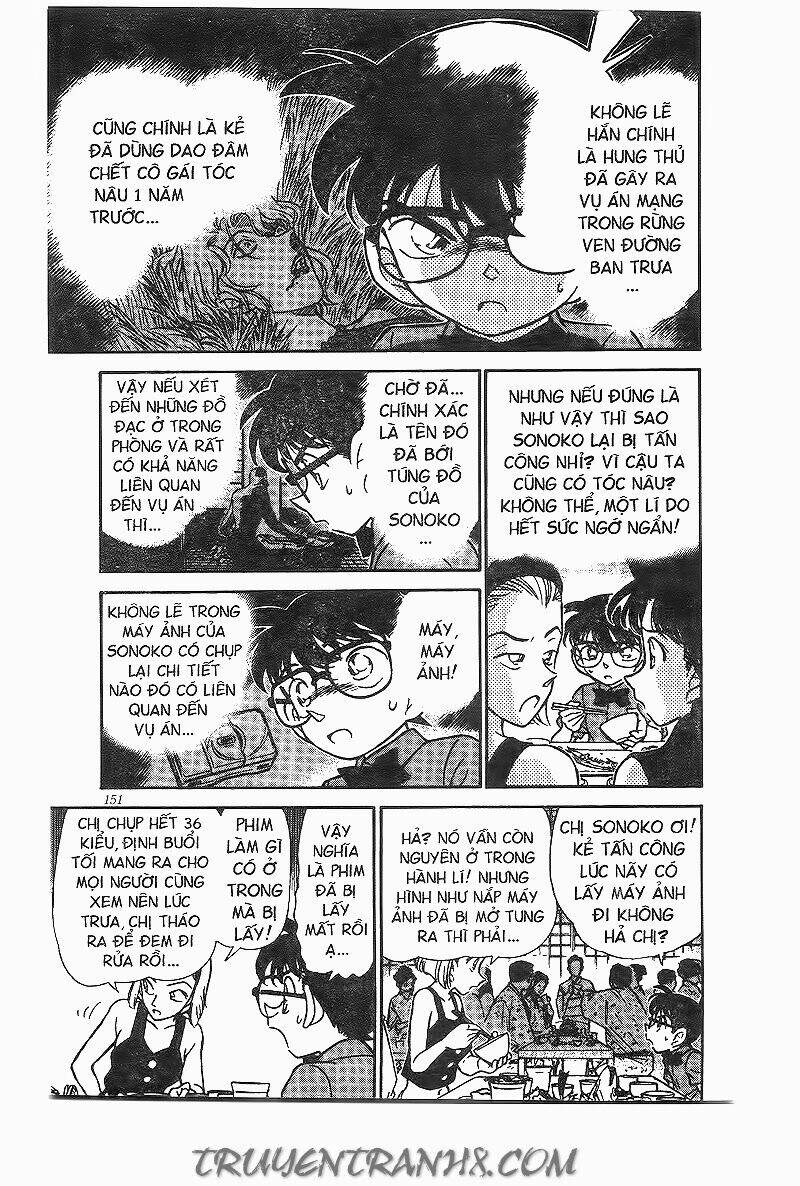 KHÔNG LẼ
HẮN CHÍNH
LÀ HUNG THỦ
ĐÃ GÂY RA
VỤ ÁN MẠNG
TRONG RỪNG
VEN ĐƯỜNG
BAN TRƯA
...
CŨNG CHÍNH LÀ KẺ
ĐÃ DÙNG DAO ĐÂM
CHẾT CÔ GÁI TÓC
NÂU 1 NĂM
TRƯỚC...
NHƯNG NẾU ĐÚNG LÀ
NHƯ VẬY THÌ SAO
SONOKO LẠI BỊ TẤN
CÔNG NHỈ? VÌ CẬU TA
CŨNG CÓ TÓC NÂU?
KHÔNG THỂ, MỘT LÍ DO
HẾT SỨC NGỚ NGẨN!
CHỜ ĐÃ...
CHÍNH XÁC
LÀ TÊN ĐÓ
ĐÃ BỚI
TUNG ĐỒ
CỦA
SONOKO
...
VẬY NẾU XÉT
ĐẾN NHỮNG ĐỒ
ĐẠC Ở TRONG
PHÒNG VÀ RẤT
CÓ KHẢ NĂNG
LIÊN QUAN
ĐẾN VỤ ÁN
THÌ...
MÁY,
MÁY
ẢNH!
KHÔNG LẼ TRONG
MÁY ẢNH CỦA
SONOKO CÓ CHỤP
LẠI CHI TIẾT
NÀO ĐÓ CÓ LIÊN
QUAN ĐẾN
VỤ ÁN...
151
CHỊ SONOKO ƠI!
KẺ TẤN CÔNG
LÚC NÃY CÓ
LẤY MÁY ẢNH
ĐI KHÔNG
HẢ CHỊ?
HẢ? NÓ VẪN CÒN
NGUYÊN Ở TRONG
HÀNH LÍ! NHƯNG
HÌNH NHƯ NẮP MÁY
ẢNH ĐÃ BỊ MỞ TUNG
RA THÌ PHẢI...
VẬY
NGHĨA
LÀ PHIM
ĐÃ BỊ
LẤY
MẤT RỒI
Ạ...
PHIM
LÀM GÌ
CÓ Ở
TRONG
MÀ BỊ
LẤY!
CHỊ CHỤP HẾT 36
KIỂU, ĐỊNH BUỔI
TỐI MANG RA CHO
MỌI NGƯỜI CÙNG
XEM NÊN LÚC
TRƯA, CHỊ THÁO
RA ĐỂ ĐEM ĐI
RỬA RỒI...
TRUYENTRANH8.COM